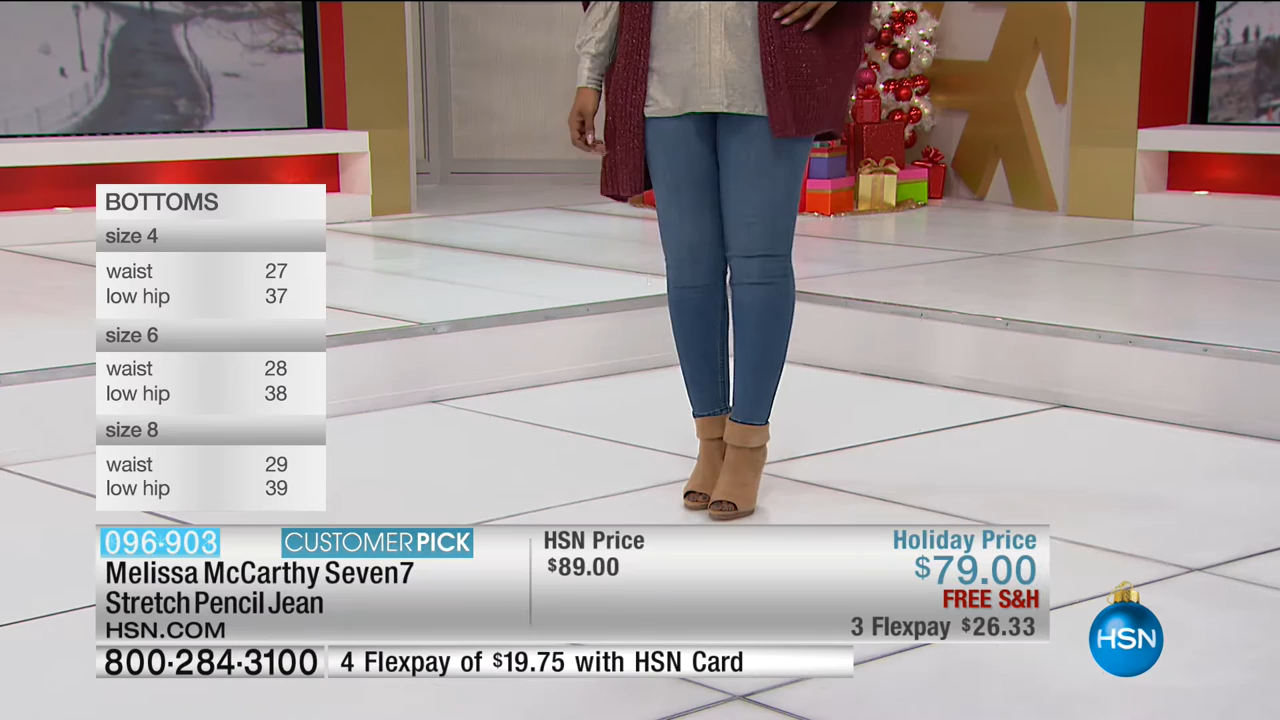 BOTTOMS
size 4
waist 27
low hip 37
size 6
waist 28
low hip 38
size 8
waist 29
low hip 39
096-903 CUSTOMER PICK
Melissa McCarthy Seven7
Stretch Pencil Jean
HSN.COM
HSN Price
$89.00
Holiday Price
$79.00
FREE S&H
3 Flexpay $26.33
HSN
800-284-3100 4 Flexpay of $19.75 with HSN Card